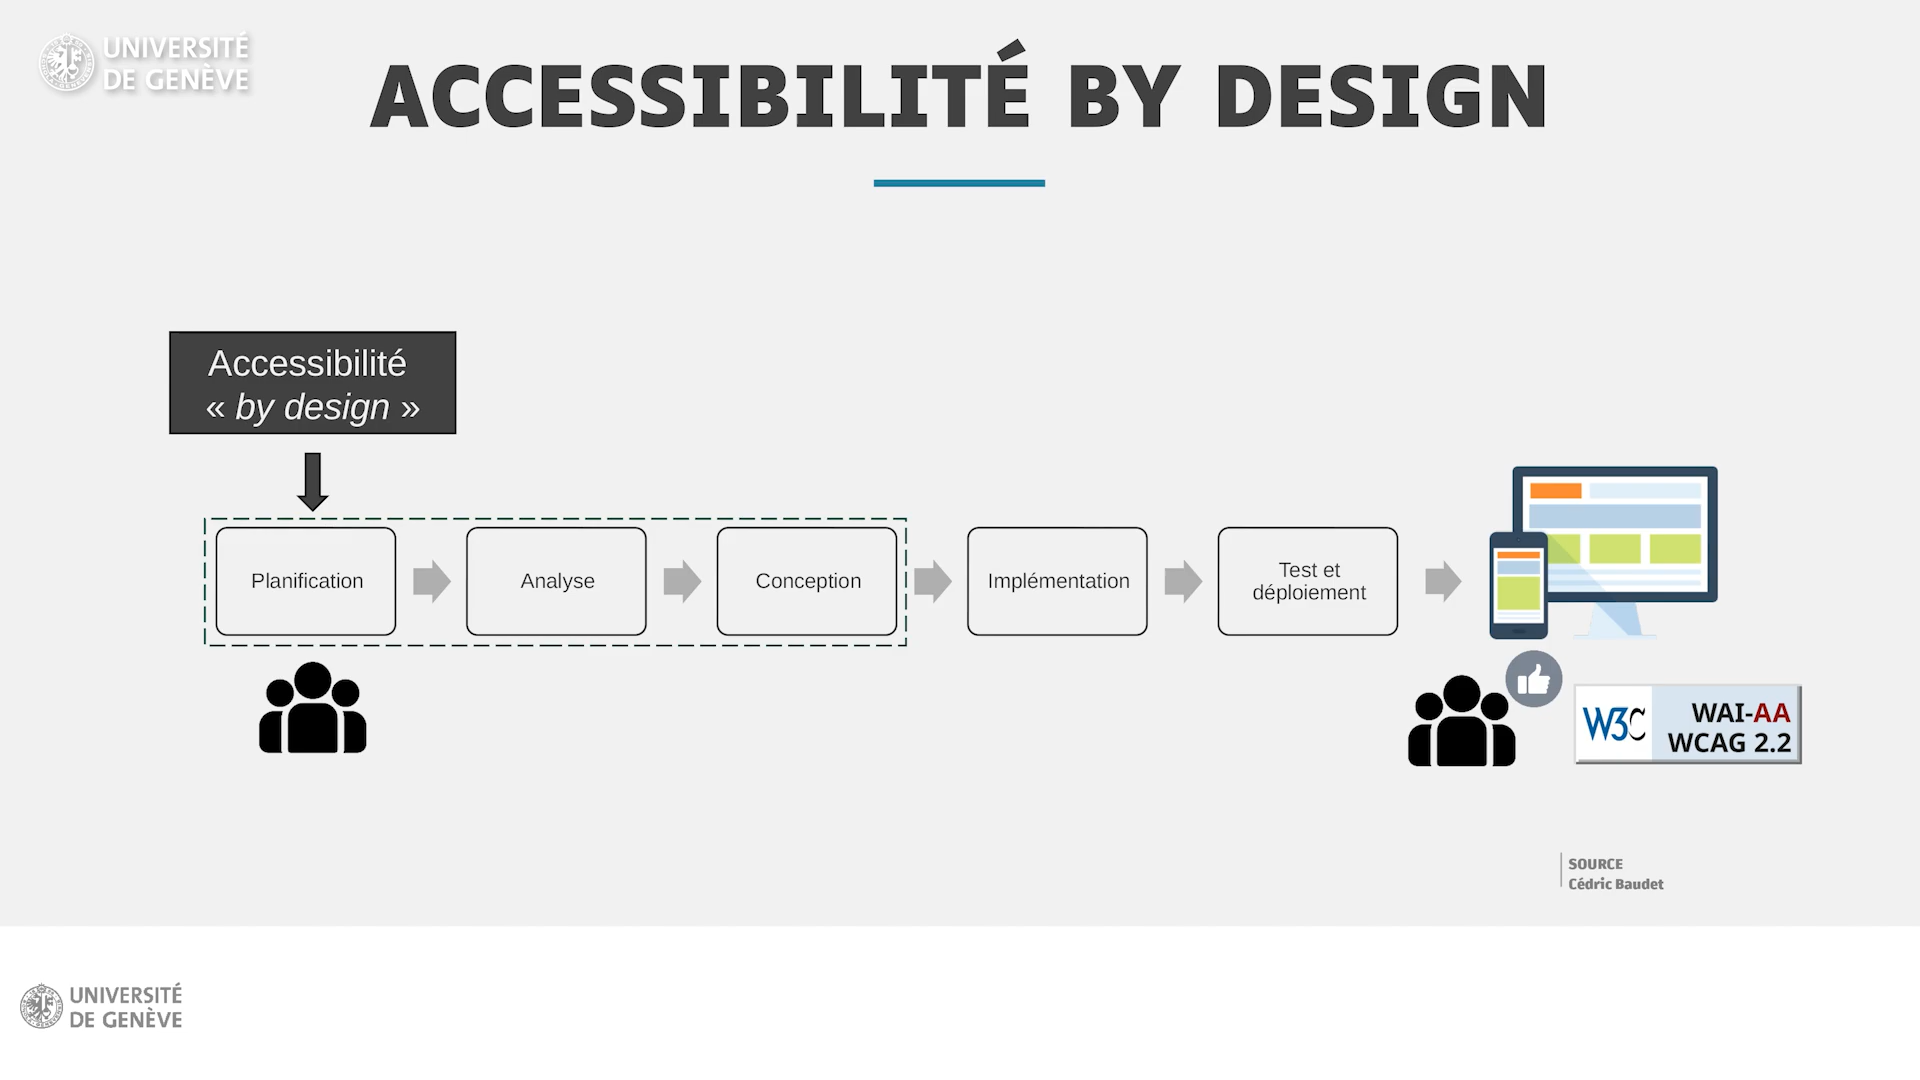 UNIVERSITÉ
DE GENÈVE
ACCESSIBILITÉ BY DESIGN
Accessibilité
« by design »
Planification
Analyse
Conception
Implémentation
Test et
déploiement
W3C
WAI-AA
WCAG 2.2
SOURCE
Cédric Baudet
UNIVERSITÉ
DE GENÈVE